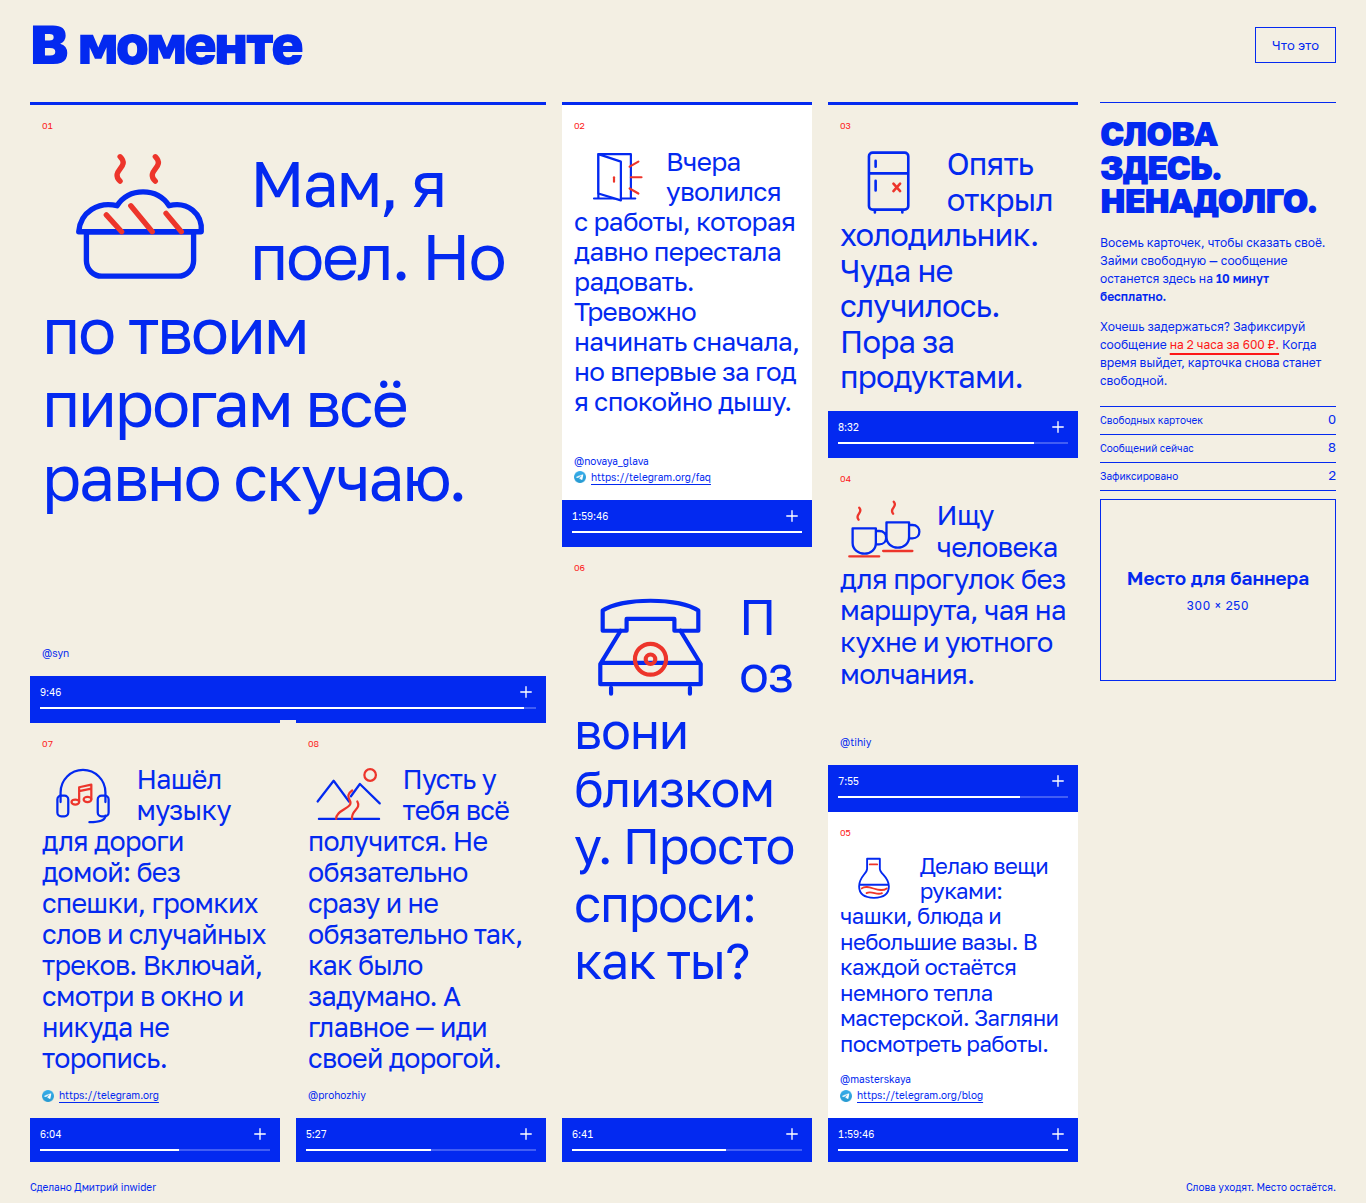 В моменте
Что это
01
Мам, я
поел. Но
по твоим
пирогам всё
равно скучаю.
@syn
9:46
02
Вчера
уволился
с работы, которая
давно перестала
радовать.
Тревожно
начинать сначала,
но впервые за год
я спокойно дышу.
@novaya_glava
https://telegram.org/faq
1:59:46
03
Опять
открыл
холодильник.
Чуда не
случилось.
Пора за
продуктами.
8:32
04
Ищу
человека
для прогулок без
маршрута, чая на
кухне и уютного
молчания.
@tihiy
7:55
05
Делаю вещи
руками:
чашки, блюда и
небольшие вазы. В
каждой остаётся
немного тепла
мастерской. Загляни
посмотреть работы.
@masterskaya
https://telegram.org/blog
1:59:46
06
П
оз
вони
близком
у. Просто
спроси:
как ты?
6:41
07
Нашёл
музыку
для дороги
домой: без
спешки, громких
слов и случайных
треков. Включай,
смотри в окно и
никуда не
торопись.
https://telegram.org
6:04
08
Пусть у
тебя всё
получится. Не
обязательно
сразу и не
обязательно так,
как было
задумано. А
главное — иди
своей дорогой.
@prohozhiy
5:27
СЛОВА
ЗДЕСЬ.
НЕНАДОЛГО.
Восемь карточек, чтобы сказать своё.
Займи свободную — сообщение
останется здесь на 10 минут
бесплатно.
Хочешь задержаться? Зафиксируй
сообщение на 2 часа за 600 ₽. Когда
время выйдет, карточка снова станет
свободной.
Свободных карточек 0
Сообщений сейчас 8
Зафиксировано 2
Место для баннера
300 × 250
Сделано Дмитрий inwider
Слова уходят. Место остаётся.